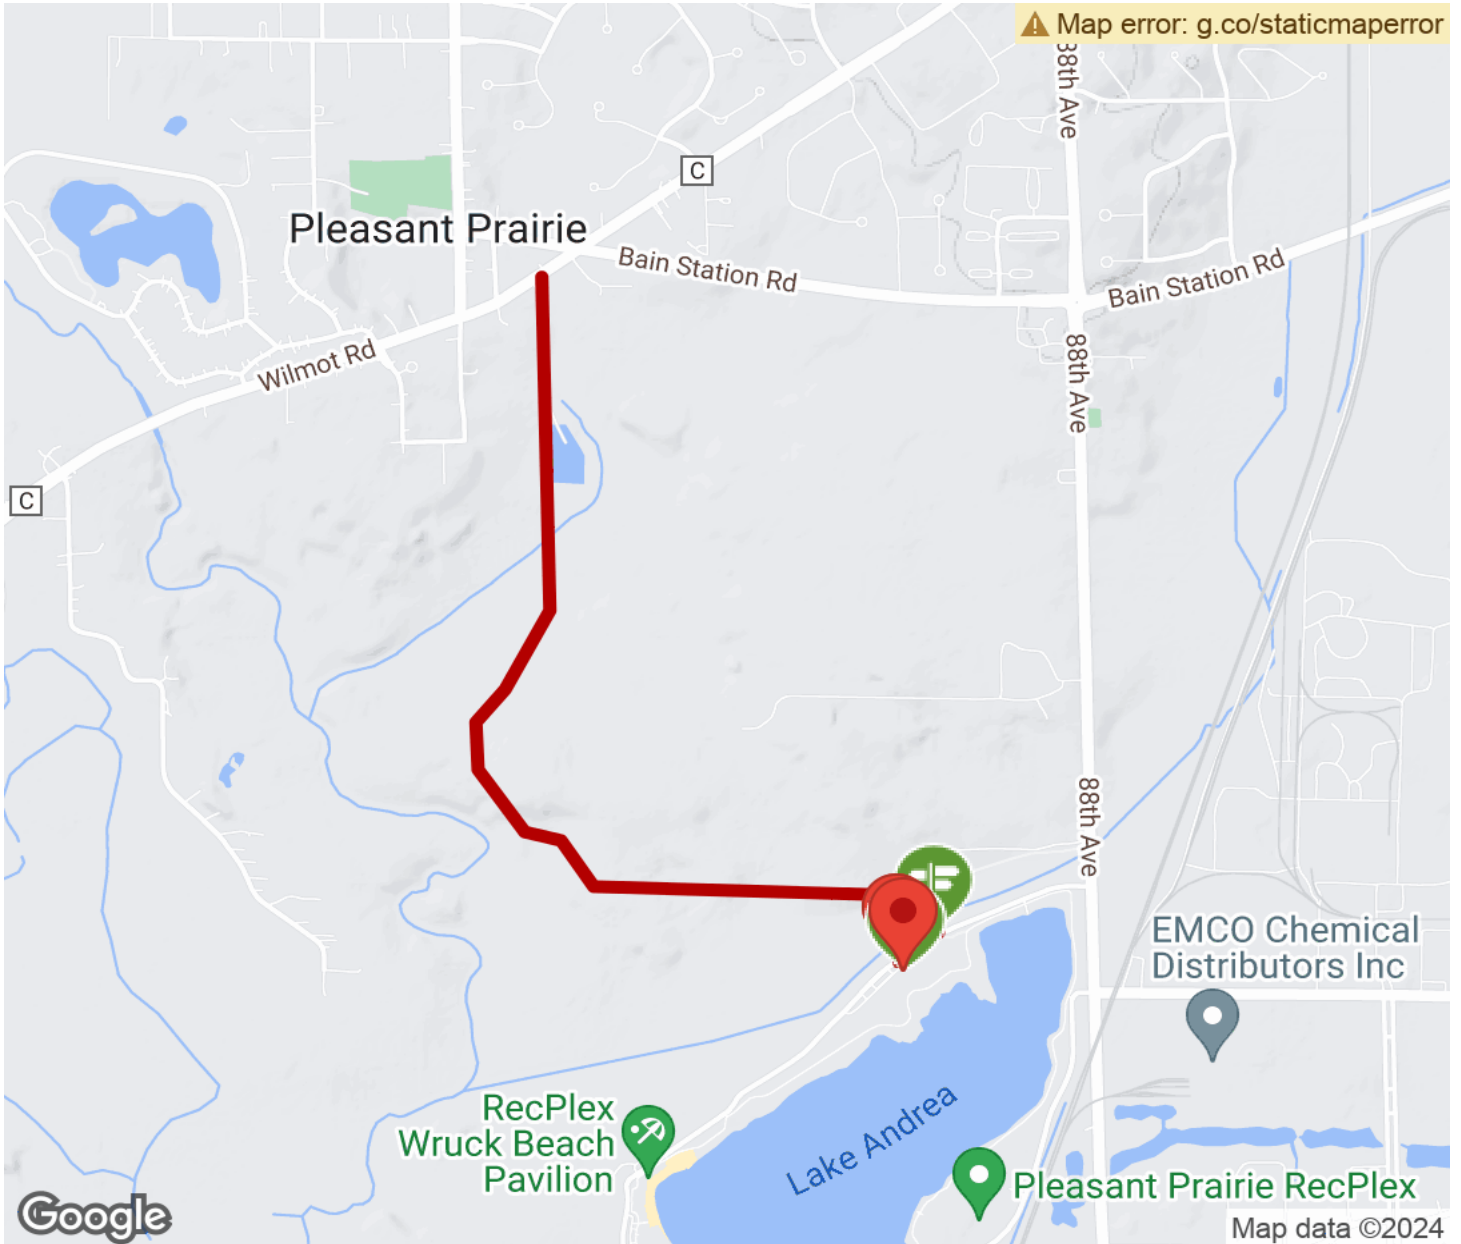 Map error: g.co/staticmaperror
88th Ave
C
Pleasant Prairie
Bain Station Rd
Bain Station Rd
Wilmot Rd
88th Ave
C
88th Ave
EMCO Chemical
Distributors Inc
RecPlex
Wruck Beach
Pavilion
Lake Andrea
Pleasant Prairie RecPlex
Google
Map data ©2024